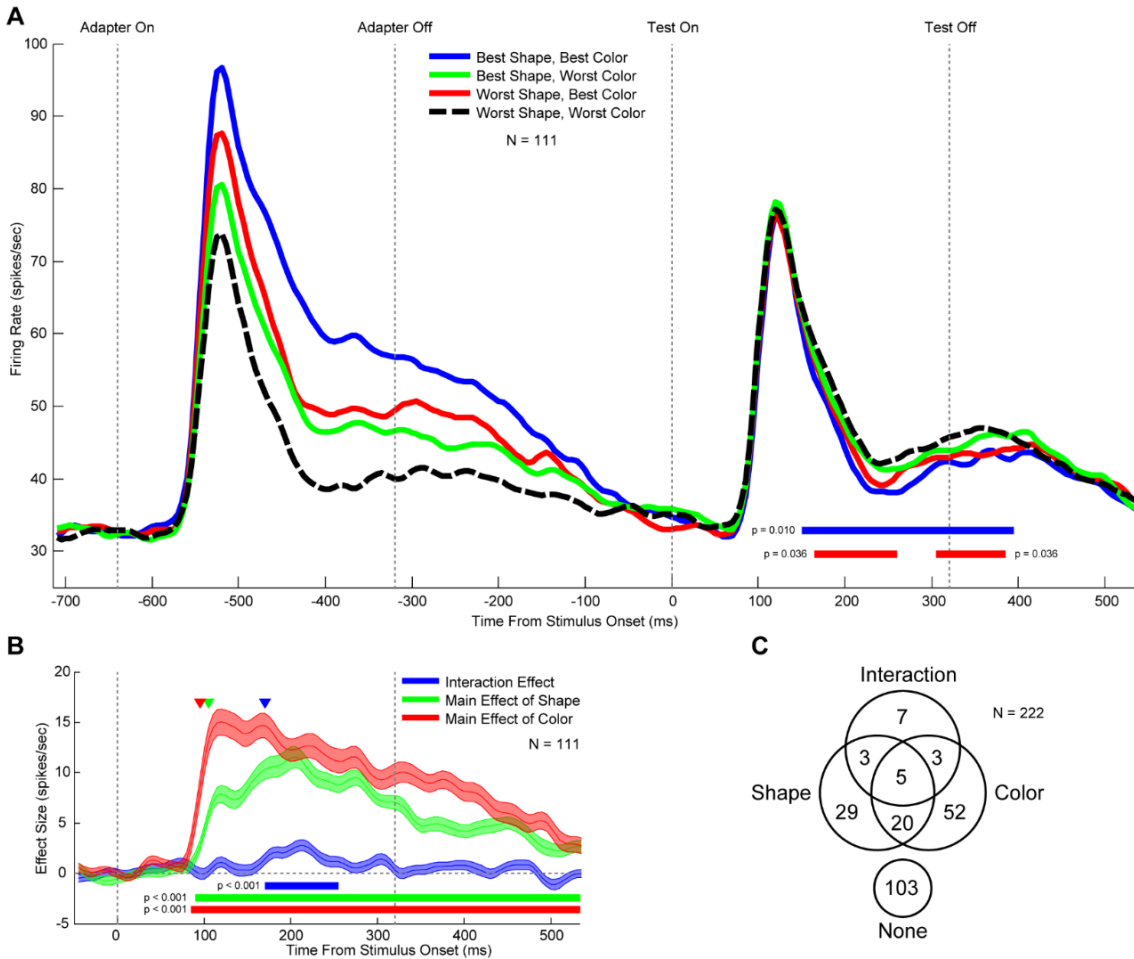 A
Adapter On Adapter Off Test On Test Off
Best Shape, Best Color
Best Shape, Worst Color
Worst Shape, Best Color
Worst Shape, Worst Color
N = 111
Firing Rate (spikes/sec)
100
90
80
70
60
50
40
30
p = 0.010
p = 0.036 p = 0.036
-700 -600 -500 -400 -300 -200 -100 0 100 200 300 400 500
Time From Stimulus Onset (ms)
B
Interaction Effect
Main Effect of Shape
Main Effect of Color
N = 111
Effect Size (spikes/sec)
20
15
10
5
0
-5
p < 0.001
p < 0.001
p < 0.001
0 100 200 300 400 500
Time From Stimulus Onset (ms)
C
Interaction
N = 222
7
3 3
5
Shape Color
29 20 52
103
None